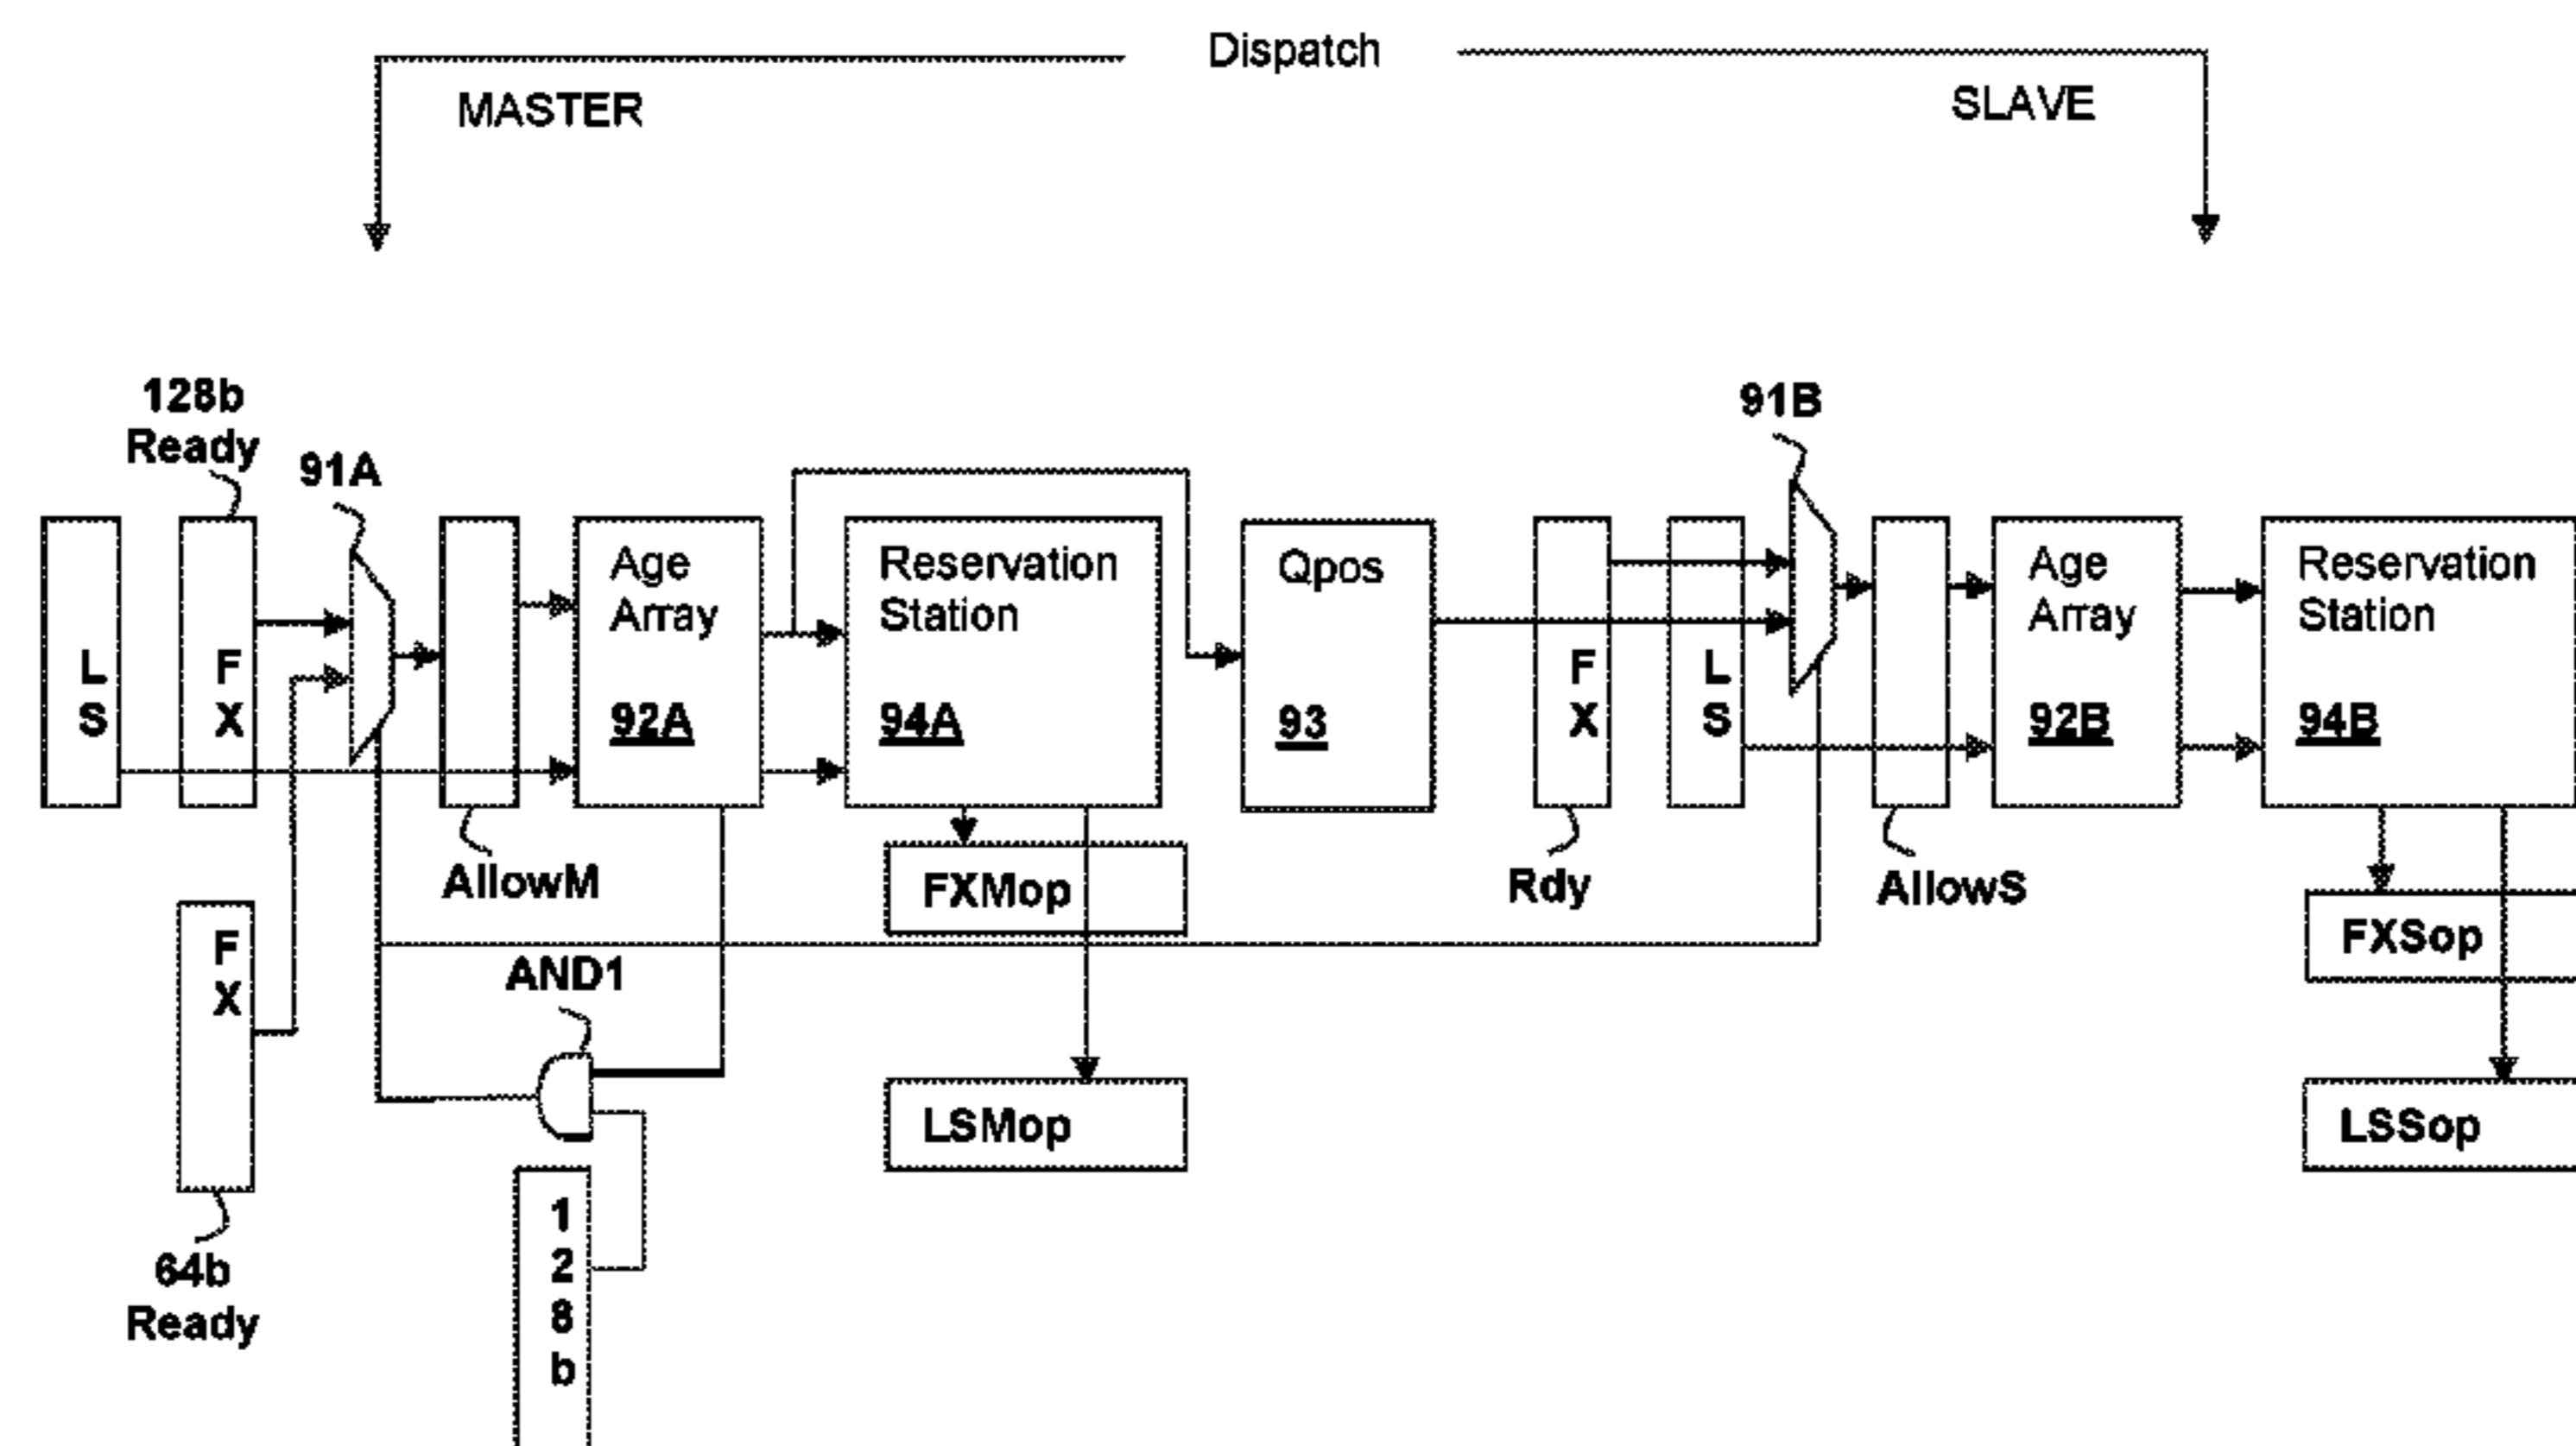 Dispatch
MASTER
SLAVE
128b
Ready
91A
91B
L
S
F
X
Age
Array
92A
Reservation
Station
94A
Qpos
93
F
X
L
S
Age
Array
92B
Reservation
Station
94B
AllowM
FXMop
Rdy
AllowS
F
X
AND1
FXSop
LSMop
LSSop
64b
Ready
1
2
8
b